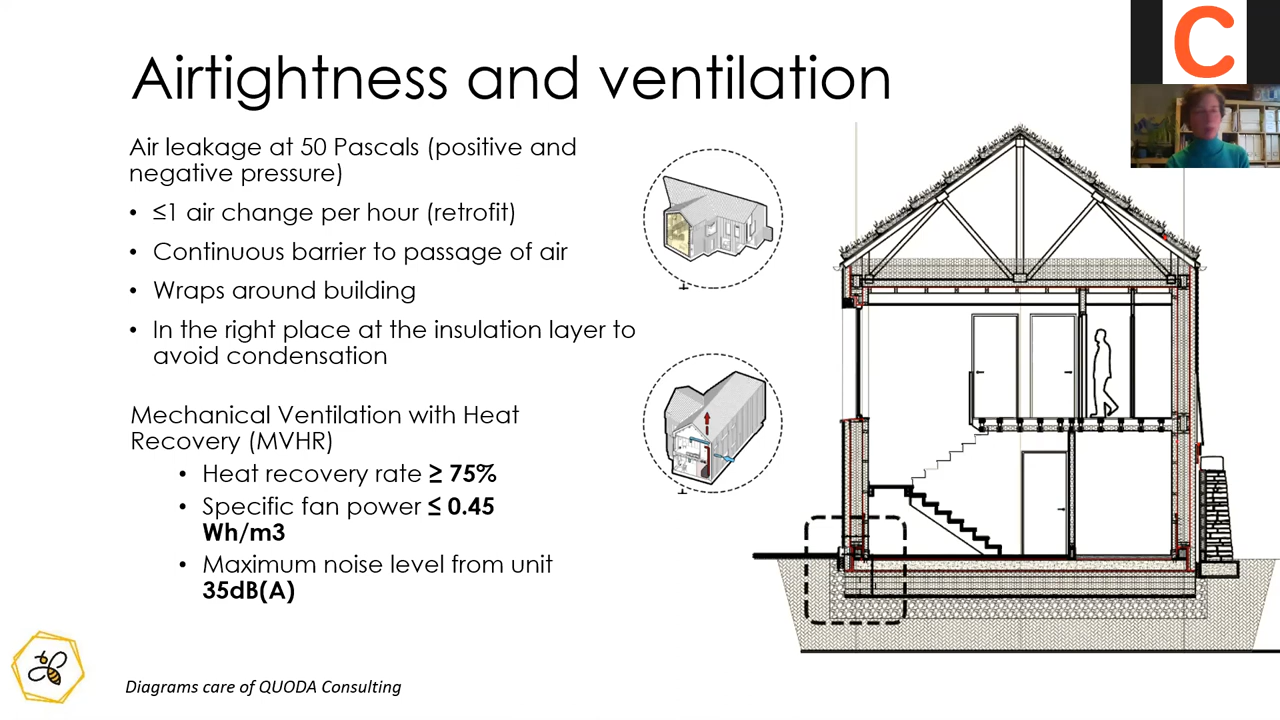 C
Airtightness and ventilation
Air leakage at 50 Pascals (positive and
negative pressure)
• ≤1 air change per hour (retrofit)
• Continuous barrier to passage of air
• Wraps around building
• In the right place at the insulation layer to
avoid condensation
Mechanical Ventilation with Heat
Recovery (MVHR)
• Heat recovery rate ≥ 75%
• Specific fan power ≤ 0.45
Wh/m3
• Maximum noise level from unit
35dB(A)
Diagrams care of QUODA Consulting